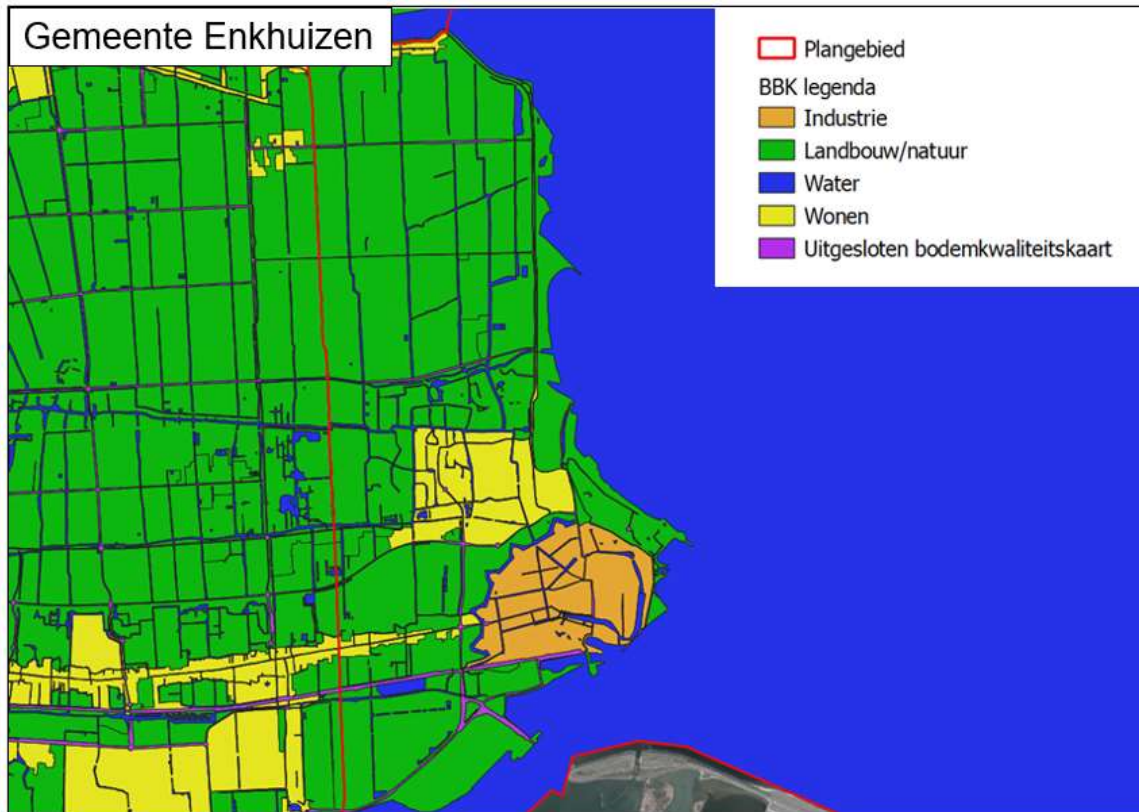 Gemeente Enkhuizen
Plangebied
BBK legenda
Industrie
Landbouw/natuur
Water
Wonen
Uitgesloten bodemkwaliteitskaart